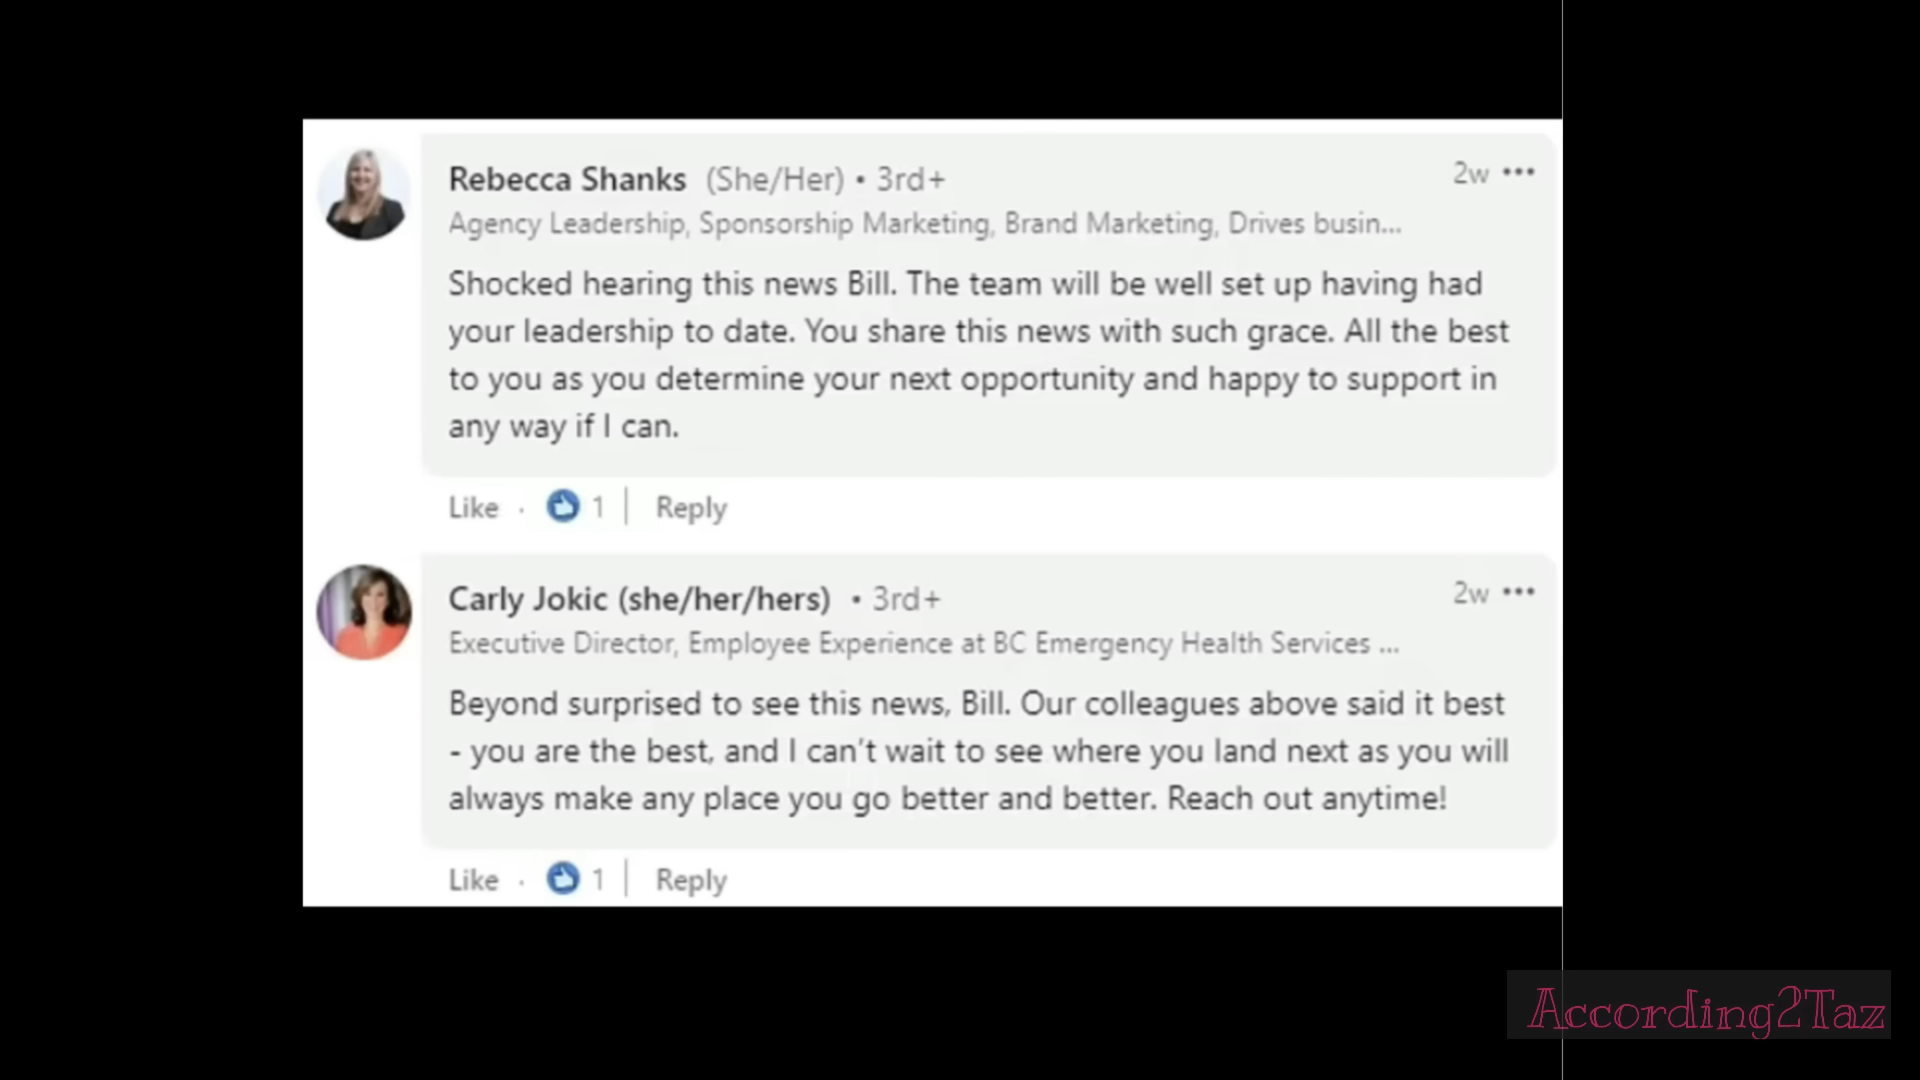 Rebecca Shanks (She/Her) • 3rd+
2w •••
Agency Leadership, Sponsorship Marketing, Brand Marketing, Drives busin...
Shocked hearing this news Bill. The team will be well set up having had
your leadership to date. You share this news with such grace. All the best
to you as you determine your next opportunity and happy to support in
any way if I can.
Like · 1 | Reply
Carly Jokic (she/her/hers) • 3rd+
2w •••
Executive Director, Employee Experience at BC Emergency Health Services ...
Beyond surprised to see this news, Bill. Our colleagues above said it best
- you are the best, and I can't wait to see where you land next as you will
always make any place you go better and better. Reach out anytime!
Like · 1 | Reply
According2Taz